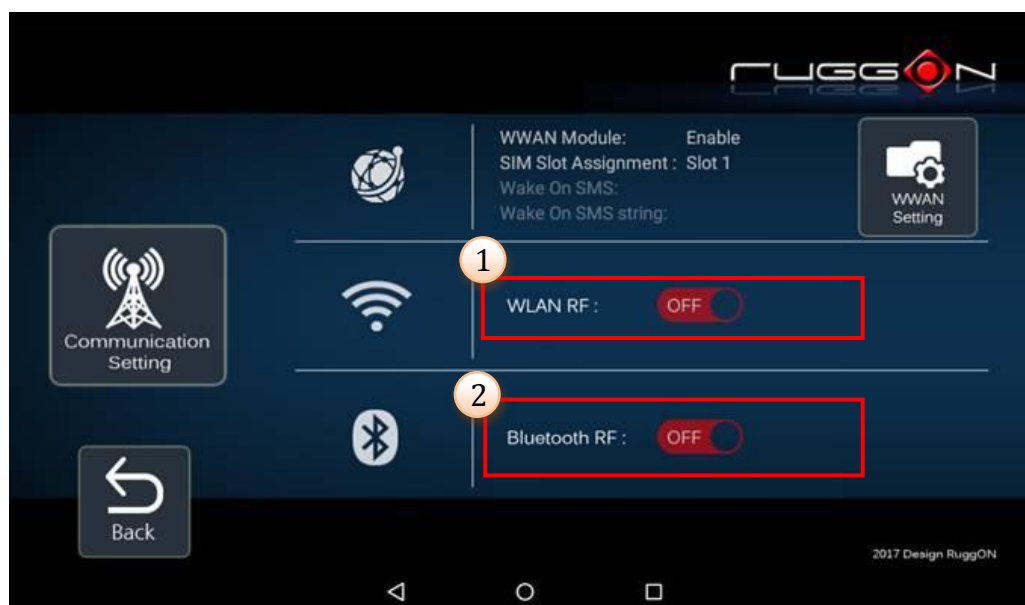 RUGGON
WWAN Module: Enable
SIM Slot Assignment : Slot 1
Wake On SMS:
Wake On SMS string:
WWAN
Setting
1
WLAN RF : OFF
Communication
Setting
2
Bluetooth RF : OFF
Back
2017 Design RuggON